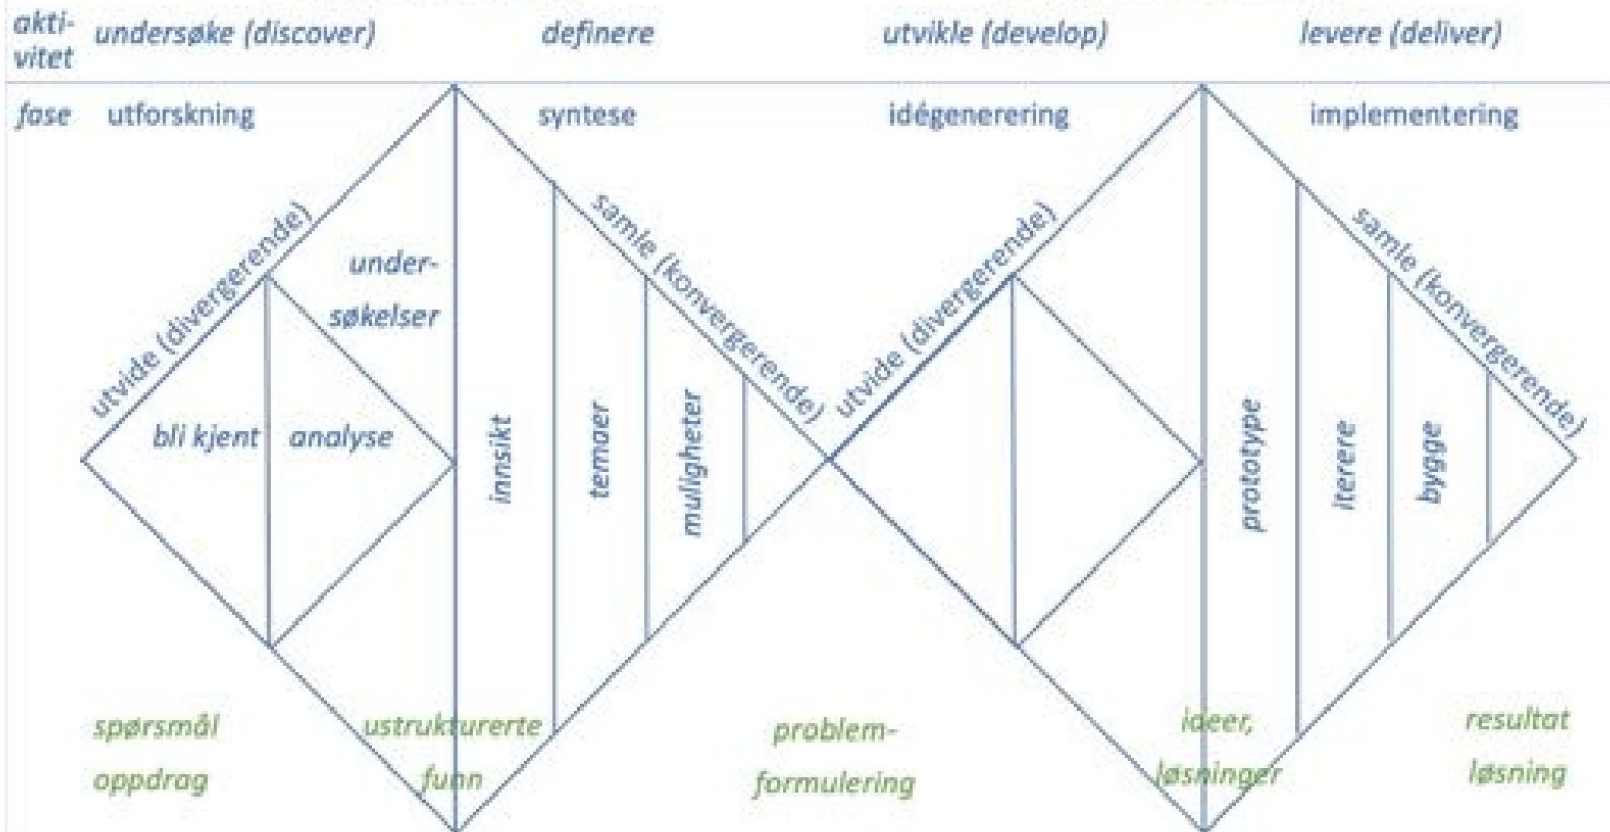 akti-
vitet
undersøke (discover)
definere
utvikle (develop)
levere (deliver)
fase
utforskning
syntese
idégenerering
implementering
utvide (divergerende)
under-
søkelser
bli kjent
analyse
samle (konvergerende)
innsikt
temaer
muligheter
utvide (divergerende)
samle (konvergerende)
prototype
iterere
bygge
spørsmål
oppdrag
ustrukturerte
funn
problem-
formulering
ideer,
løsninger
resultat
løsning